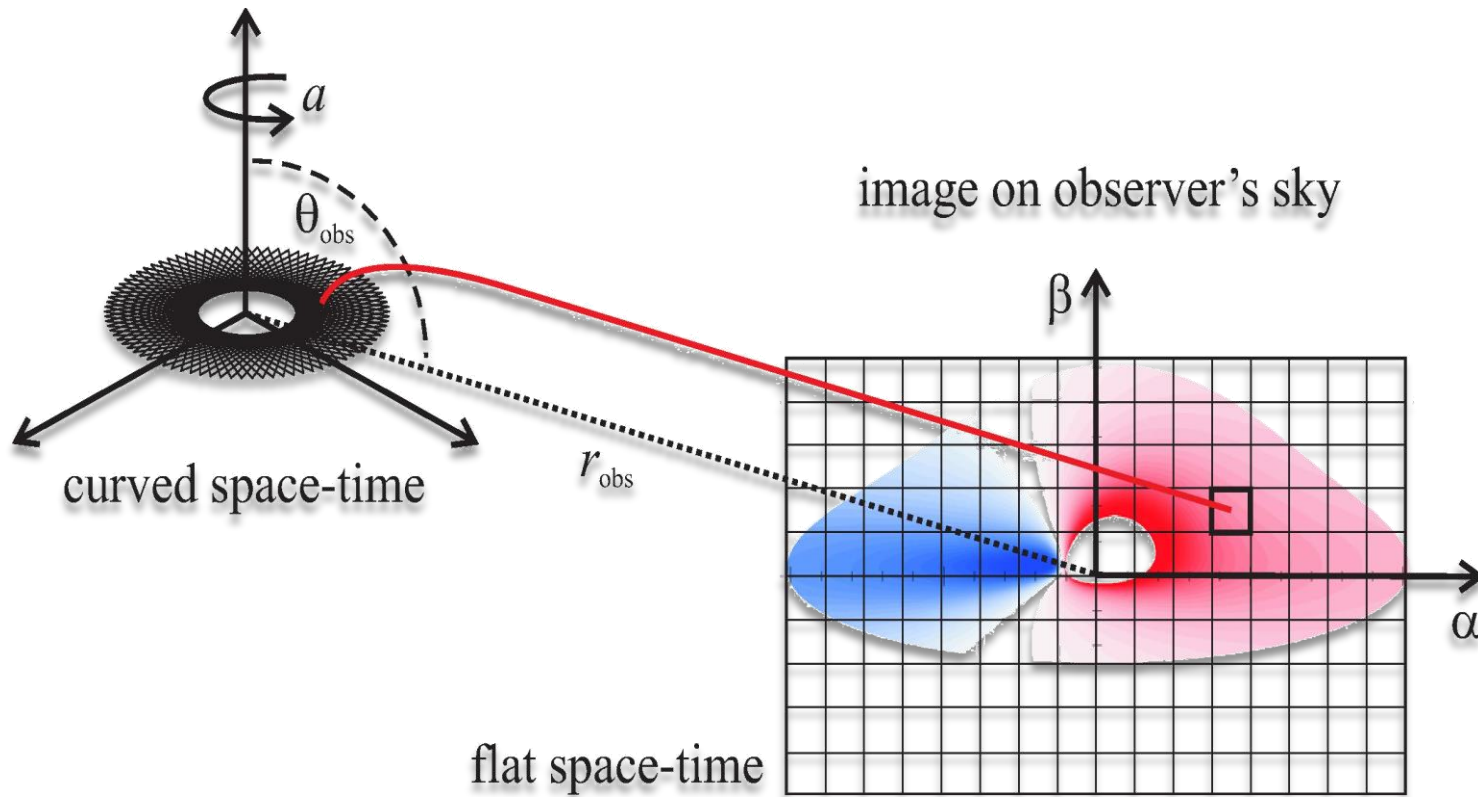 a
θobs
image on observer's sky
β
robs
curved space-time
α
flat space-time